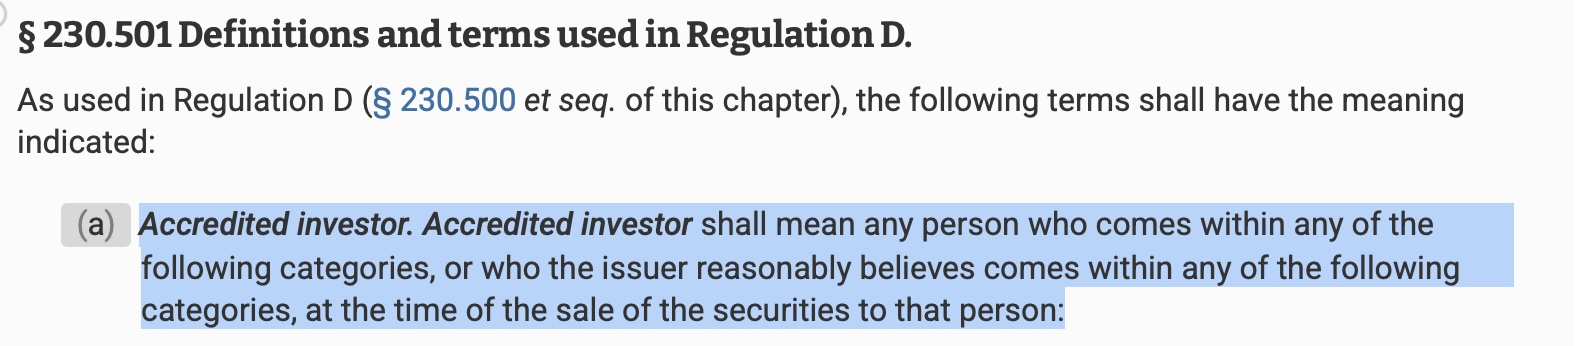 § 230.501 Definitions and terms used in Regulation D.
As used in Regulation D (§ 230.500 et seq. of this chapter), the following terms shall have the meaning
indicated:
(a) Accredited investor. Accredited investor shall mean any person who comes within any of the
following categories, or who the issuer reasonably believes comes within any of the following
categories, at the time of the sale of the securities to that person: